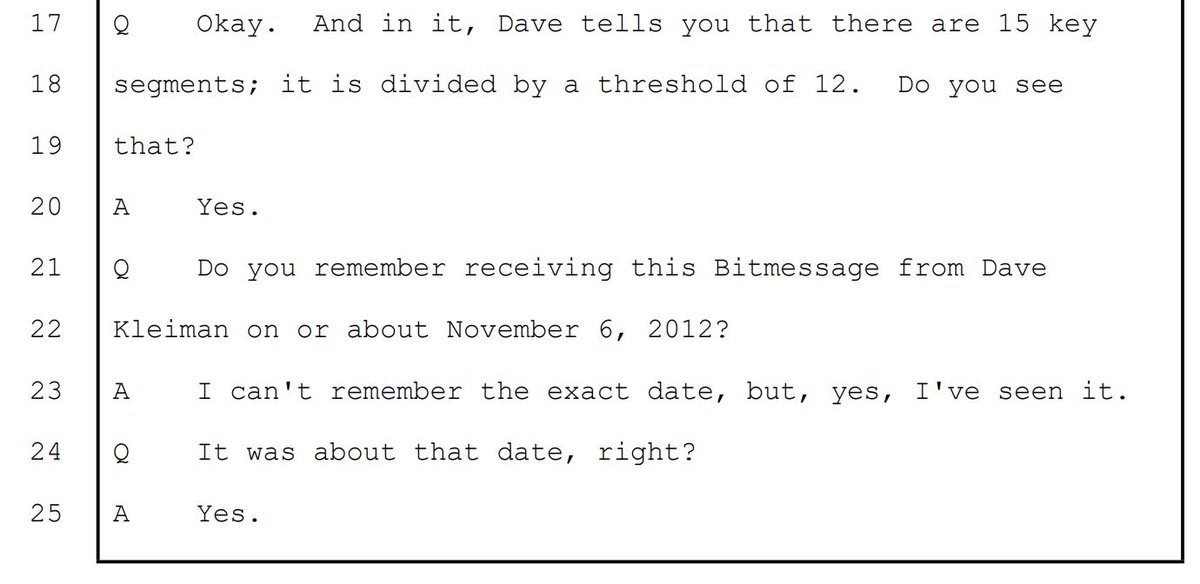 17 Q Okay. And in it, Dave tells you that there are 15 key
18 segments; it is divided by a threshold of 12. Do you see
19 that?
20 A Yes.
21 Q Do you remember receiving this Bitmessage from Dave
22 Kleiman on or about November 6, 2012?
23 A I can't remember the exact date, but, yes, I've seen it.
24 Q It was about that date, right?
25 A Yes.